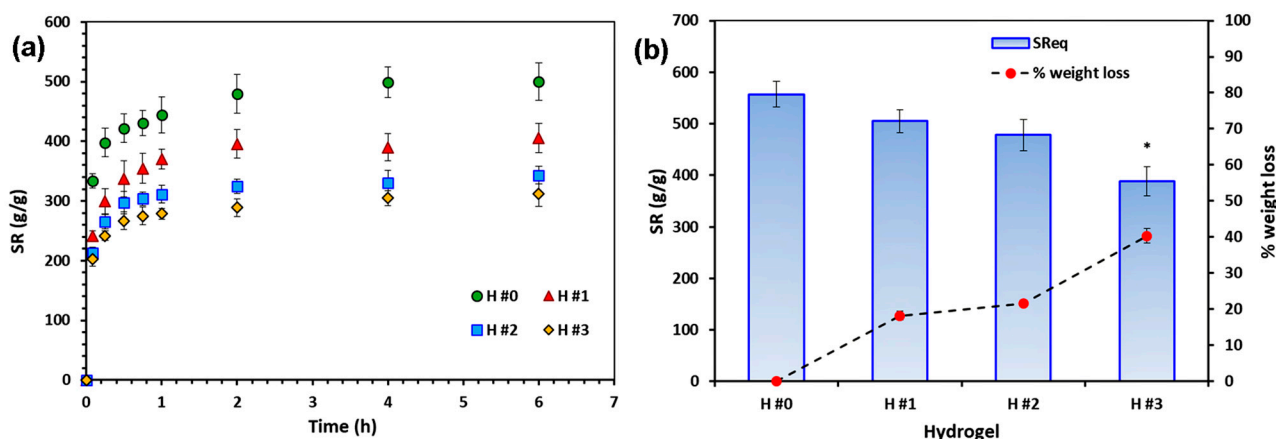 (a)
SR (g/g)
600
500
400
300
200
100
0
0 1 2 3 4 5 6 7
Time (h)
H #0 H #1
H #2 H #3
(b)
SR (g/g)
700
600
500
400
300
200
100
0
SReq
% weight loss
*
100
90
80
70
60
50
40
30
20
10
0
% weight loss
H #0 H #1 H #2 H #3
Hydrogel